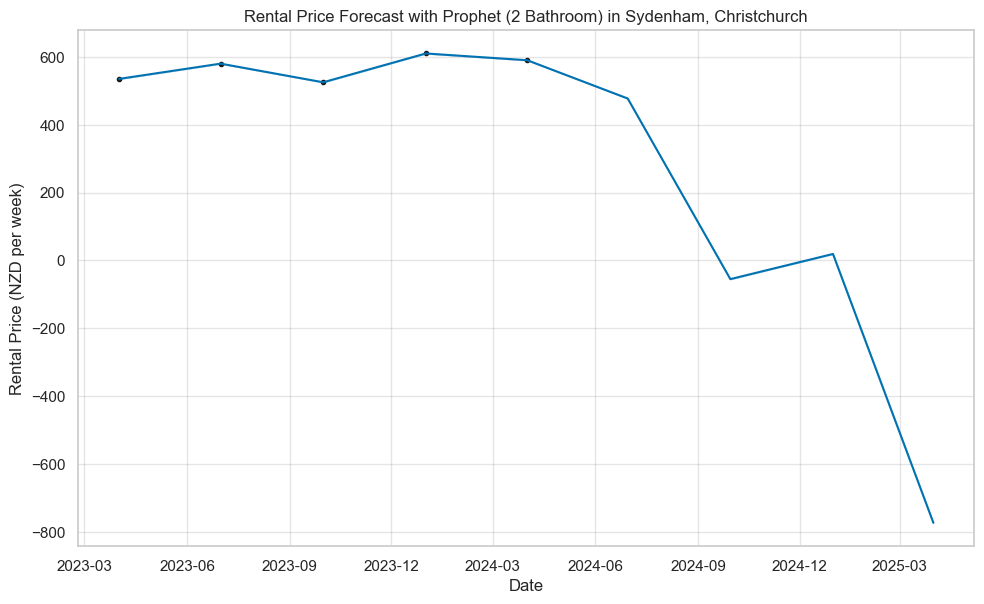 Rental Price Forecast with Prophet (2 Bathroom) in Sydenham, Christchurch
Rental Price (NZD per week)
600
400
200
0
−200
−400
−600
−800
2023-03 2023-06 2023-09 2023-12 2024-03 2024-06 2024-09 2024-12 2025-03
Date